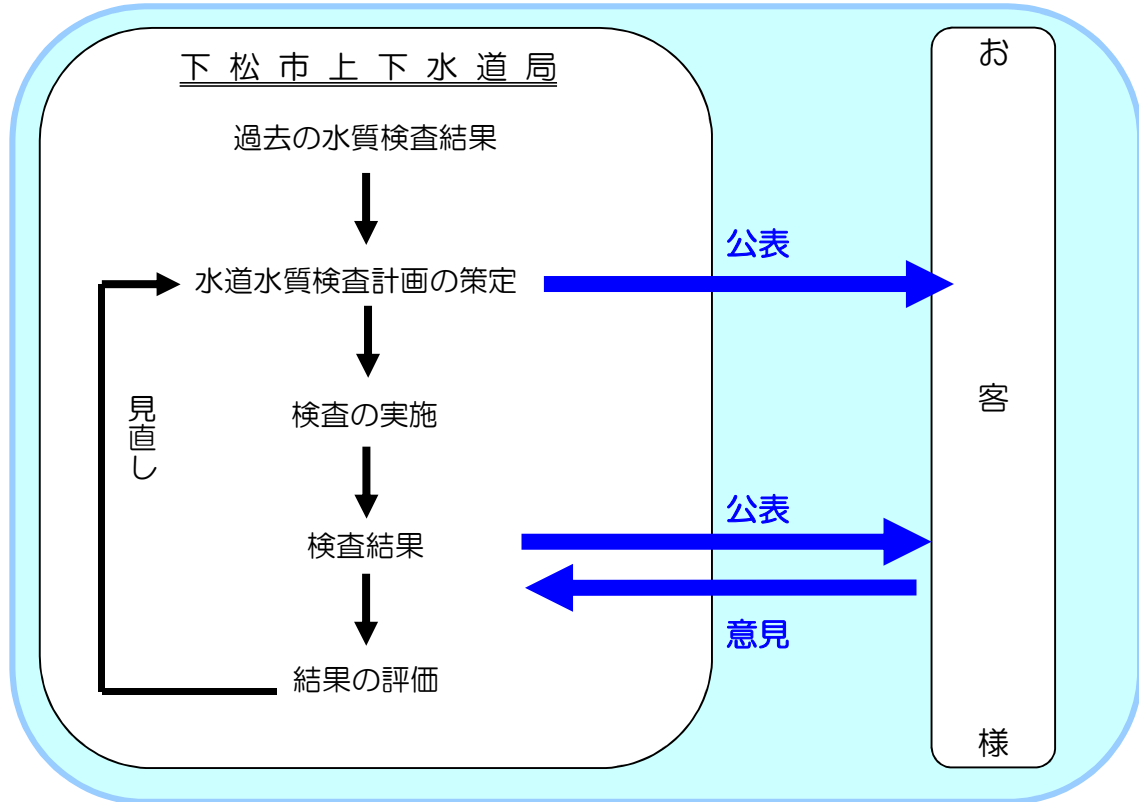 下松市上下水道局
過去の水質検査結果
公表
水道水質検査計画の策定
見直し
検査の実施
公表
検査結果
意見
結果の評価
お客様